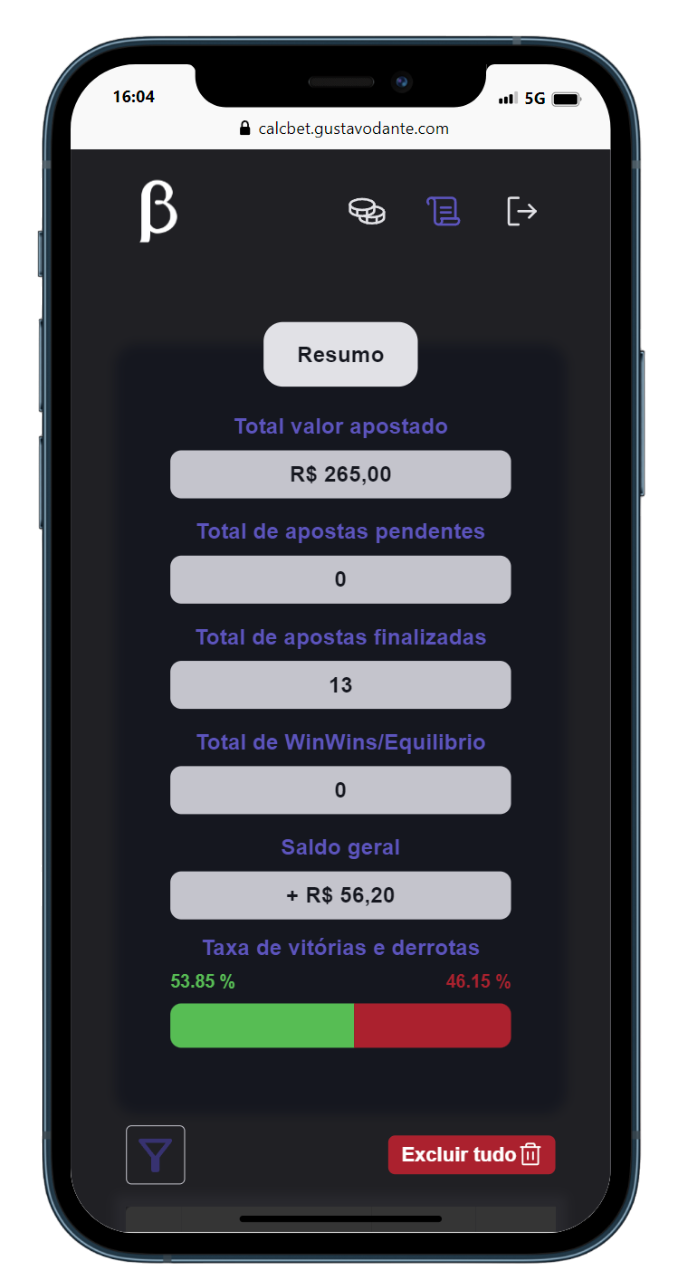 16:04
5G
calcbet.gustavodante.com
β
Resumo
Total valor apostado
R$ 265,00
Total de apostas pendentes
0
Total de apostas finalizadas
13
Total de WinWins/Equilibrio
0
Saldo geral
+ R$ 56,20
Taxa de vitórias e derrotas
53.85 % 46.15 %
Excluir tudo